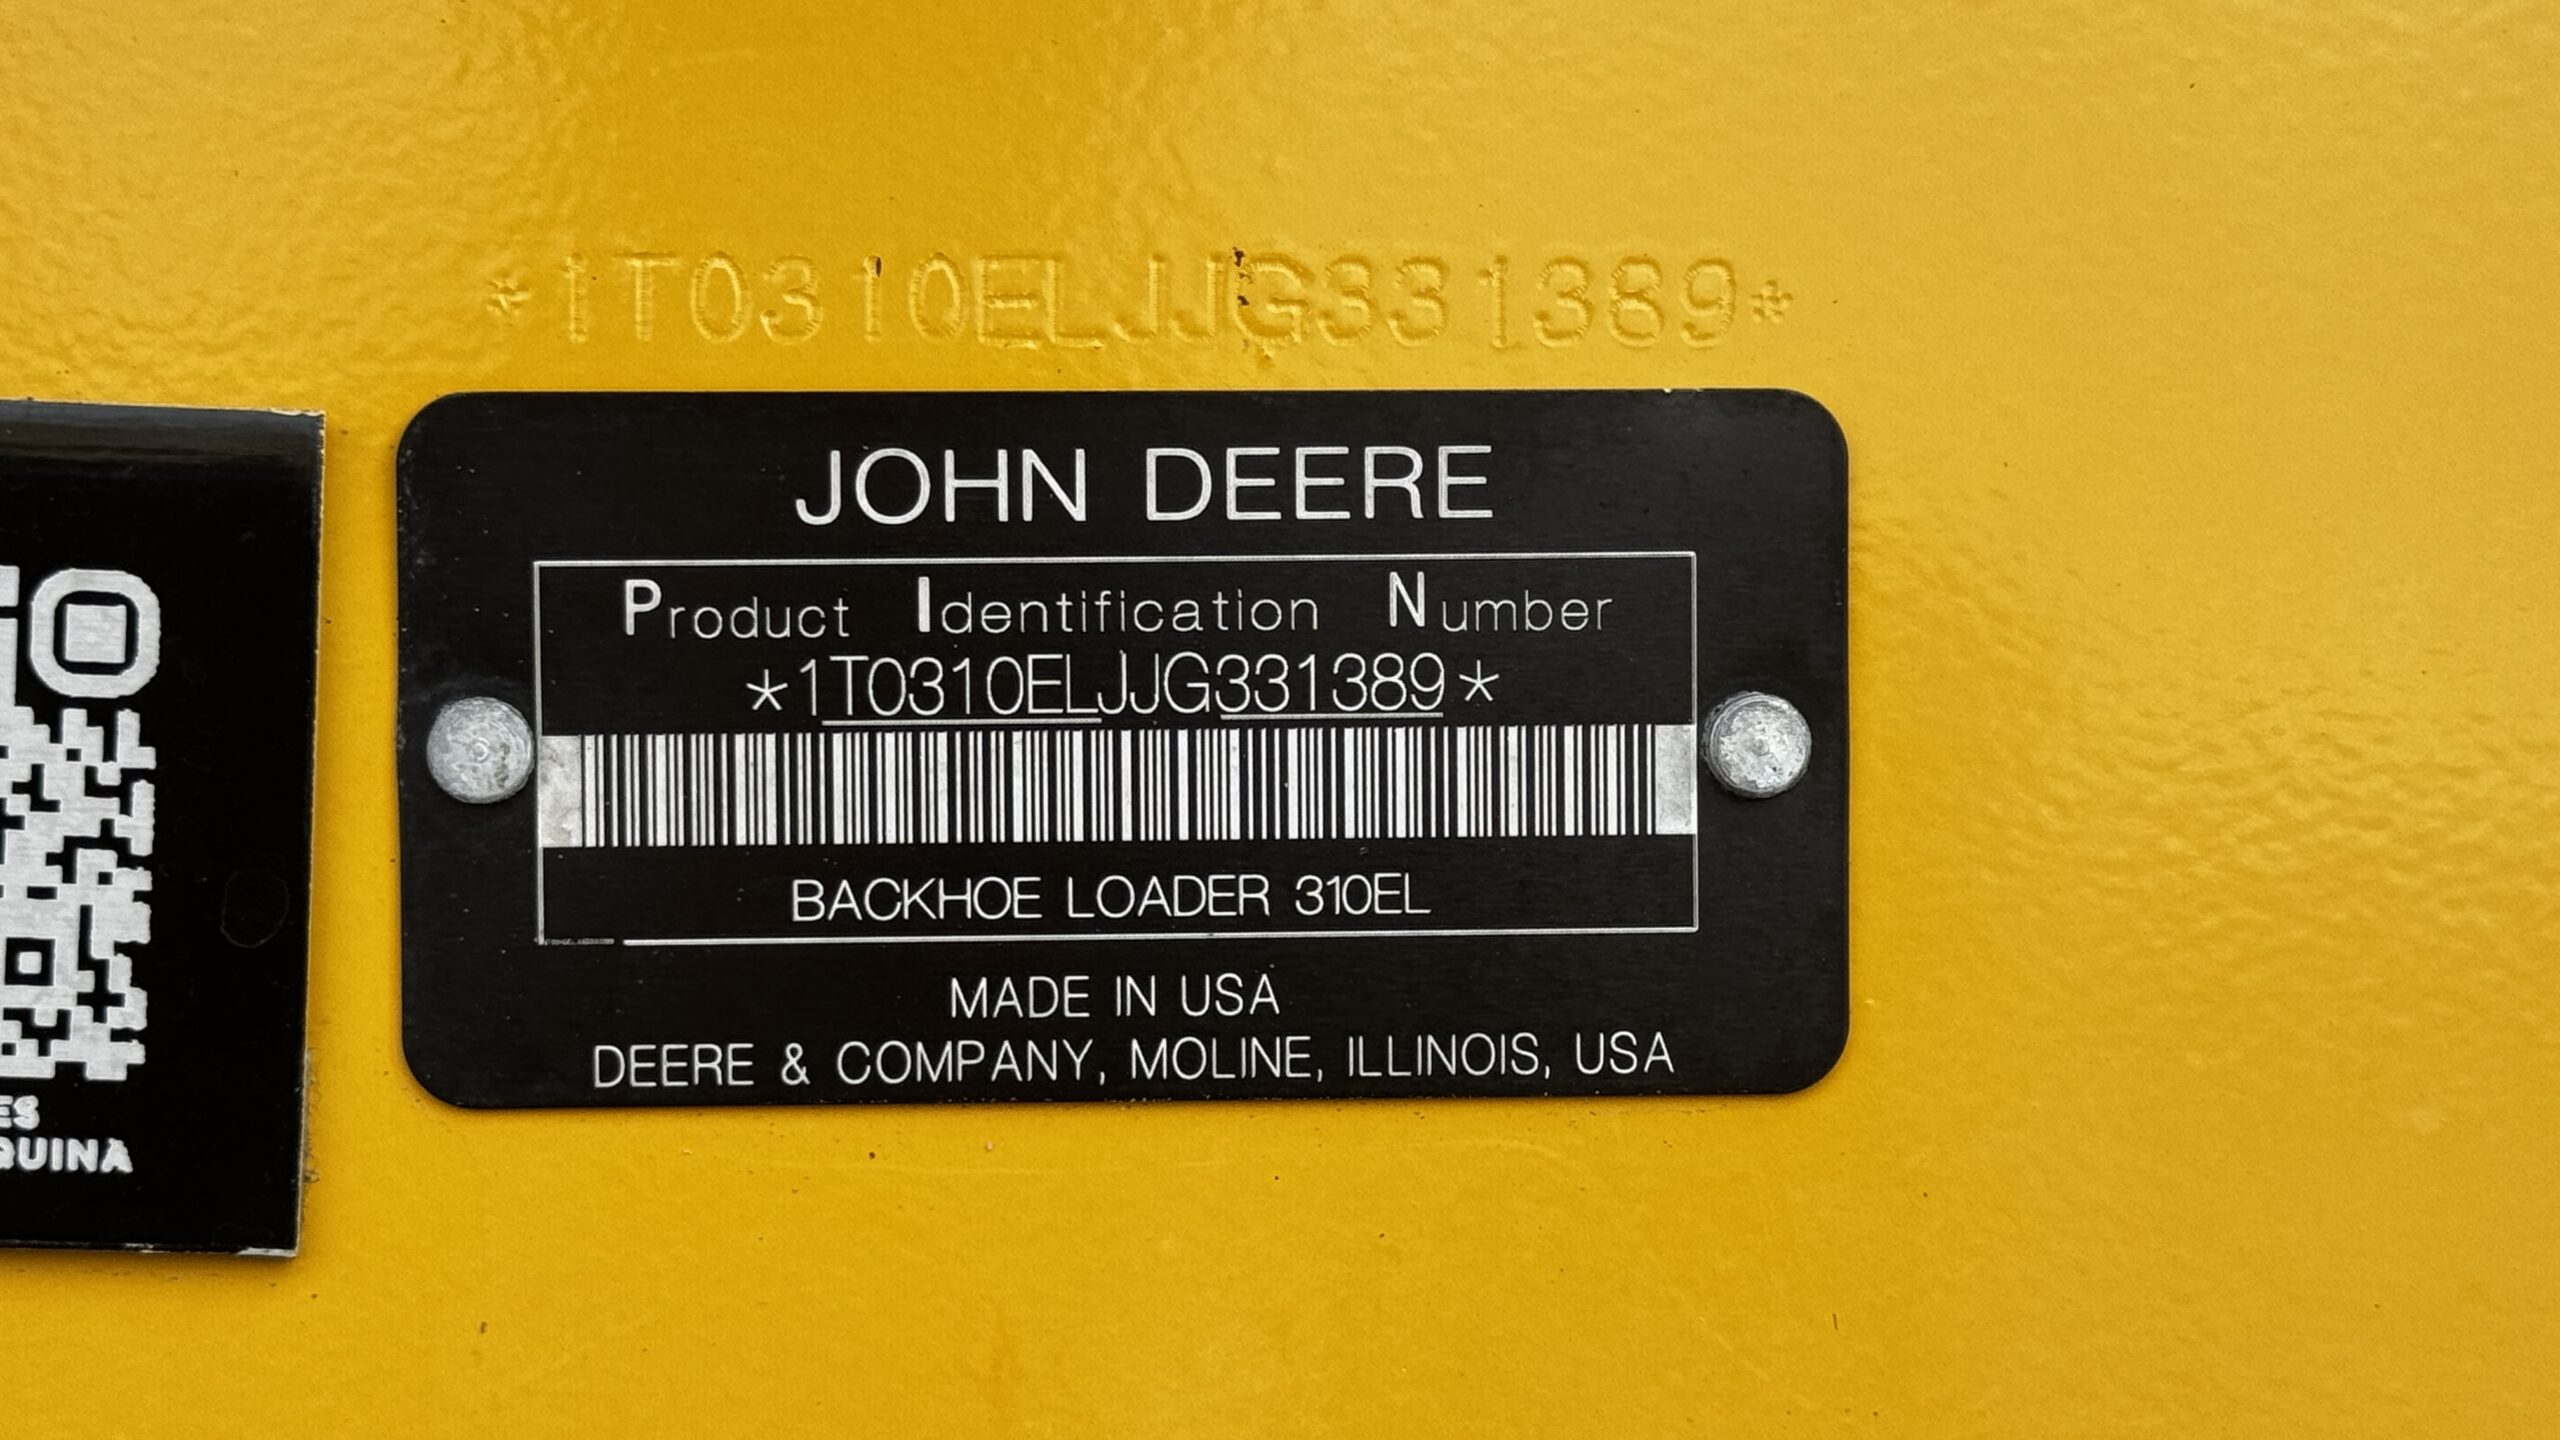 *1T0310ELJJG331389*
JOHN DEERE
Product Identification Number
*1T0310ELJJG331389*
BACKHOE LOADER 310EL
MADE IN USA
DEERE & COMPANY, MOLINE, ILLINOIS, USA